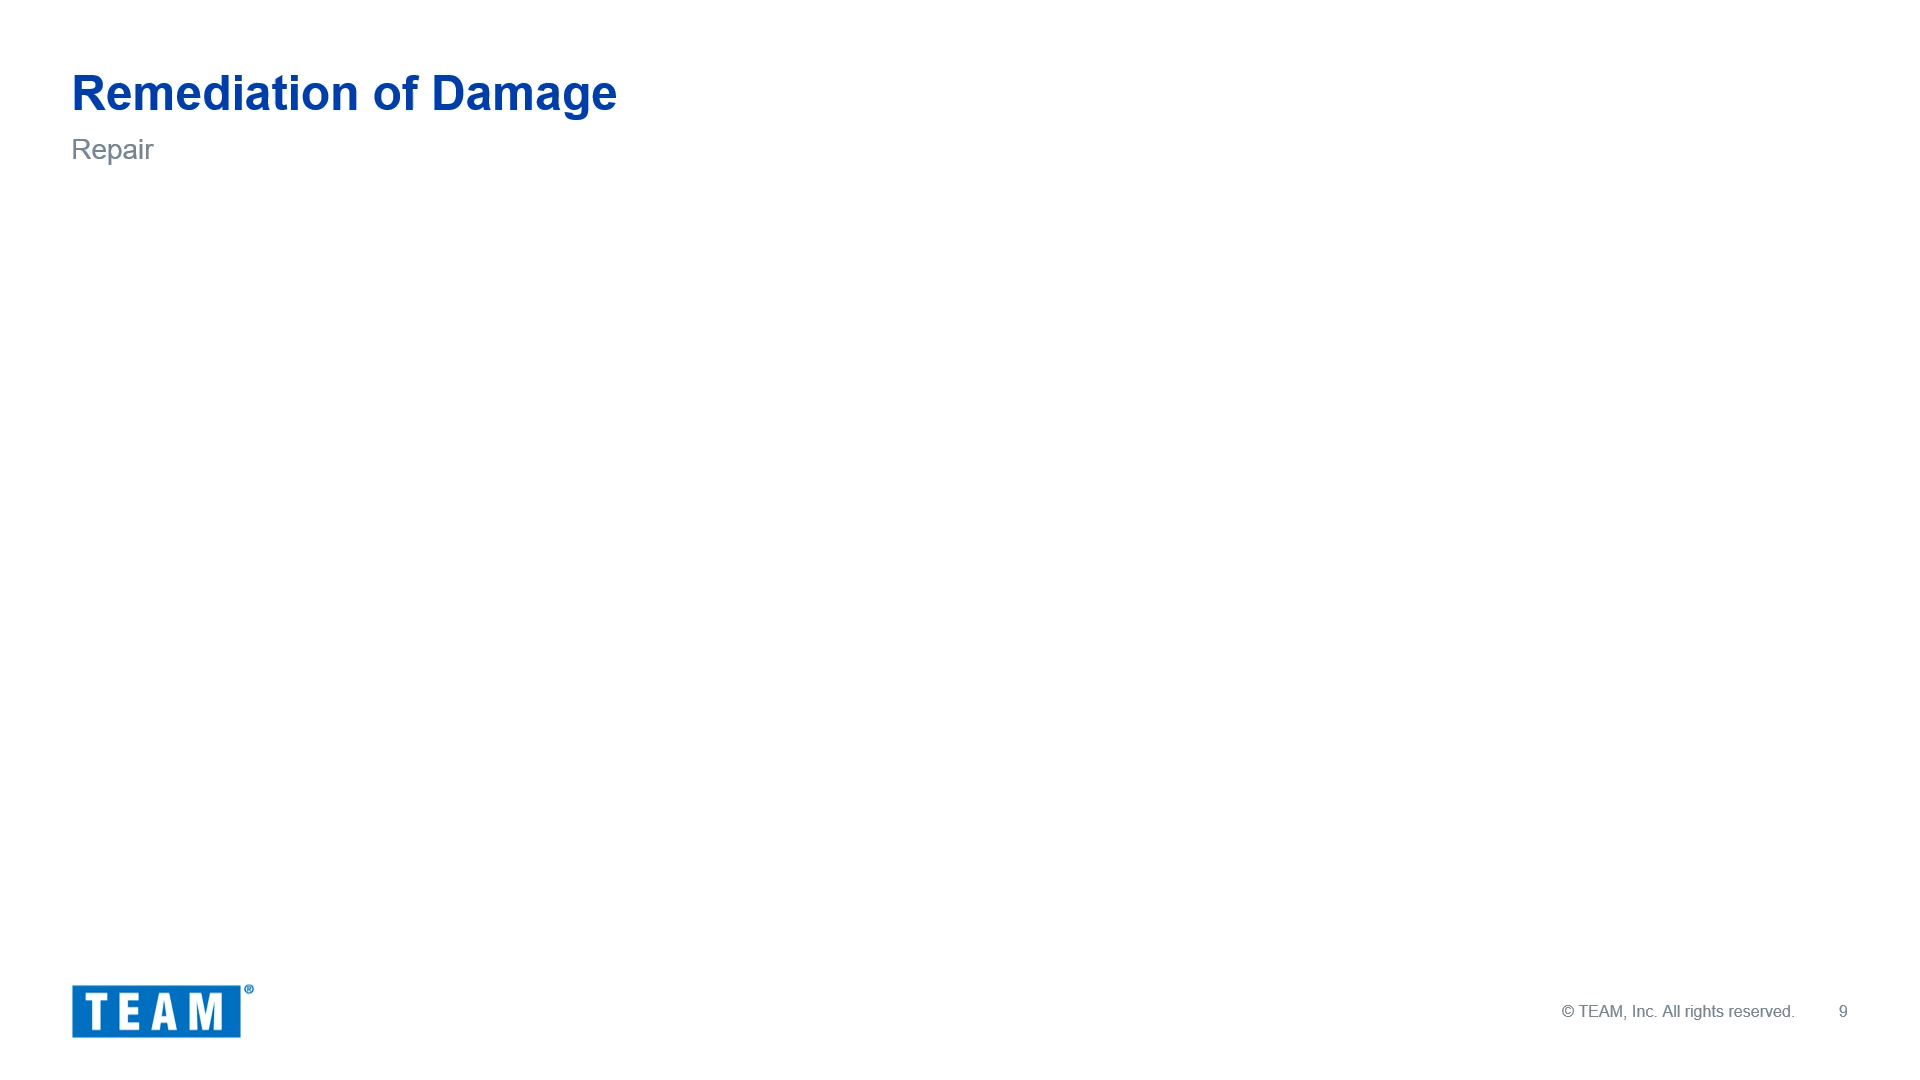 Remediation of Damage
Repair
TEAM®
© TEAM, Inc. All rights reserved. 9